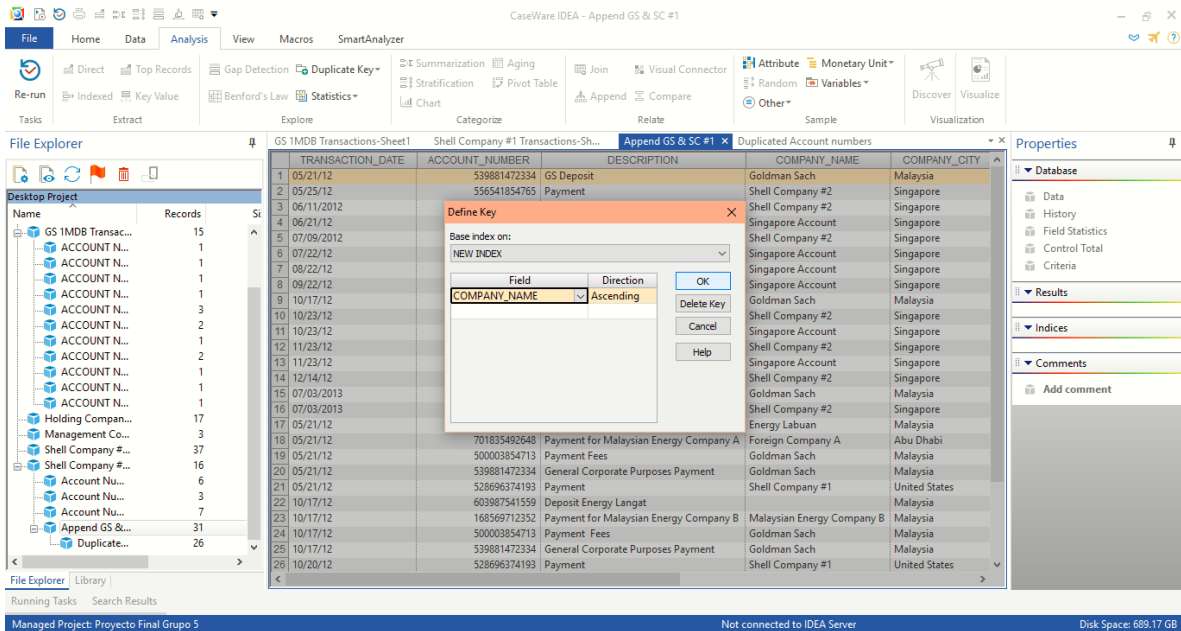 CaseWare IDEA - Append GS & SC #1
File Home Data Analysis View Macros SmartAnalyzer
Re-run
Tasks
Direct Top Records
Indexed Key Value
Extract
Gap Detection Duplicate Key
Benford's Law Statistics
Explore
Summarization Aging
Stratification Pivot Table
Chart
Categorize
Join Visual Connector
Append Compare
Relate
Attribute Monetary Unit
Random Variables
Other
Sample
Discover Visualize
Visualization
File Explorer
Desktop Project
Name Records Si
GS 1MDB Transac... 15
ACCOUNT N... 1
ACCOUNT N... 1
ACCOUNT N... 1
ACCOUNT N... 1
ACCOUNT N... 3
ACCOUNT N... 2
ACCOUNT N... 1
ACCOUNT N... 2
ACCOUNT N... 1
ACCOUNT N... 1
ACCOUNT N... 1
Holding Compan... 17
Management Co... 3
Shell Company #... 37
Shell Company #... 16
Account Nu... 6
Account Nu... 3
Account Nu... 7
Append GS &... 31
Duplicate... 26
File Explorer Library
Running Tasks Search Results
GS 1MDB Transactions-Sheet1 Shell Company #1 Transactions-Sh... Append GS & SC #1 Duplicated Account numbers
TRANSACTION_DATE ACCOUNT_NUMBER DESCRIPTION COMPANY_NAME COMPANY_CITY
1 05/21/12 539881472334 GS Deposit Goldman Sach Malaysia
2 05/25/12 556541854765 Payment Shell Company #2 Singapore
3 06/11/2012 Shell Company #2 Singapore
4 06/21/12 Singapore Account Singapore
5 07/09/2012 Shell Company #2 Singapore
6 07/22/12 Singapore Account Singapore
7 08/22/12 Singapore Account Singapore
8 09/22/12 Singapore Account Singapore
9 10/17/12 Goldman Sach Malaysia
10 10/23/12 Shell Company #2 Singapore
11 10/23/12 Singapore Account Singapore
12 11/23/12 Shell Company #2 Singapore
13 11/23/12 Singapore Account Singapore
14 12/14/12 Shell Company #2 Singapore
15 07/03/2013 Goldman Sach Malaysia
16 07/03/2013 Shell Company #2 Singapore
17 05/21/12 Energy Labuan Malaysia
18 05/21/12 701835492648 Payment for Malaysian Energy Company A Foreign Company A Abu Dhabi
19 05/21/12 500003854713 Payment Fees Goldman Sach Malaysia
20 05/21/12 539881472334 General Corporate Purposes Payment Goldman Sach Malaysia
21 05/21/12 528696374193 Payment Shell Company #1 United States
22 10/17/12 603987541559 Deposit Energy Langat Malaysia
23 10/17/12 168569712352 Payment for Malaysian Energy Company B Malaysian Energy Company B Malaysia
24 10/17/12 500003854713 Payment Fees Goldman Sach Malaysia
25 10/17/12 539881472334 General Corporate Purposes Payment Goldman Sach Malaysia
26 10/20/12 528696374193 Payment Shell Company #1 United States
Define Key
Base index on:
NEW INDEX
Field Direction
COMPANY_NAME Ascending
OK
Delete Key
Cancel
Help
Properties
Database
Data
History
Field Statistics
Control Total
Criteria
Results
Indices
Comments
Add comment
Managed Project: Proyecto Final Grupo 5 Not connected to IDEA Server Disk Space: 689.17 GB